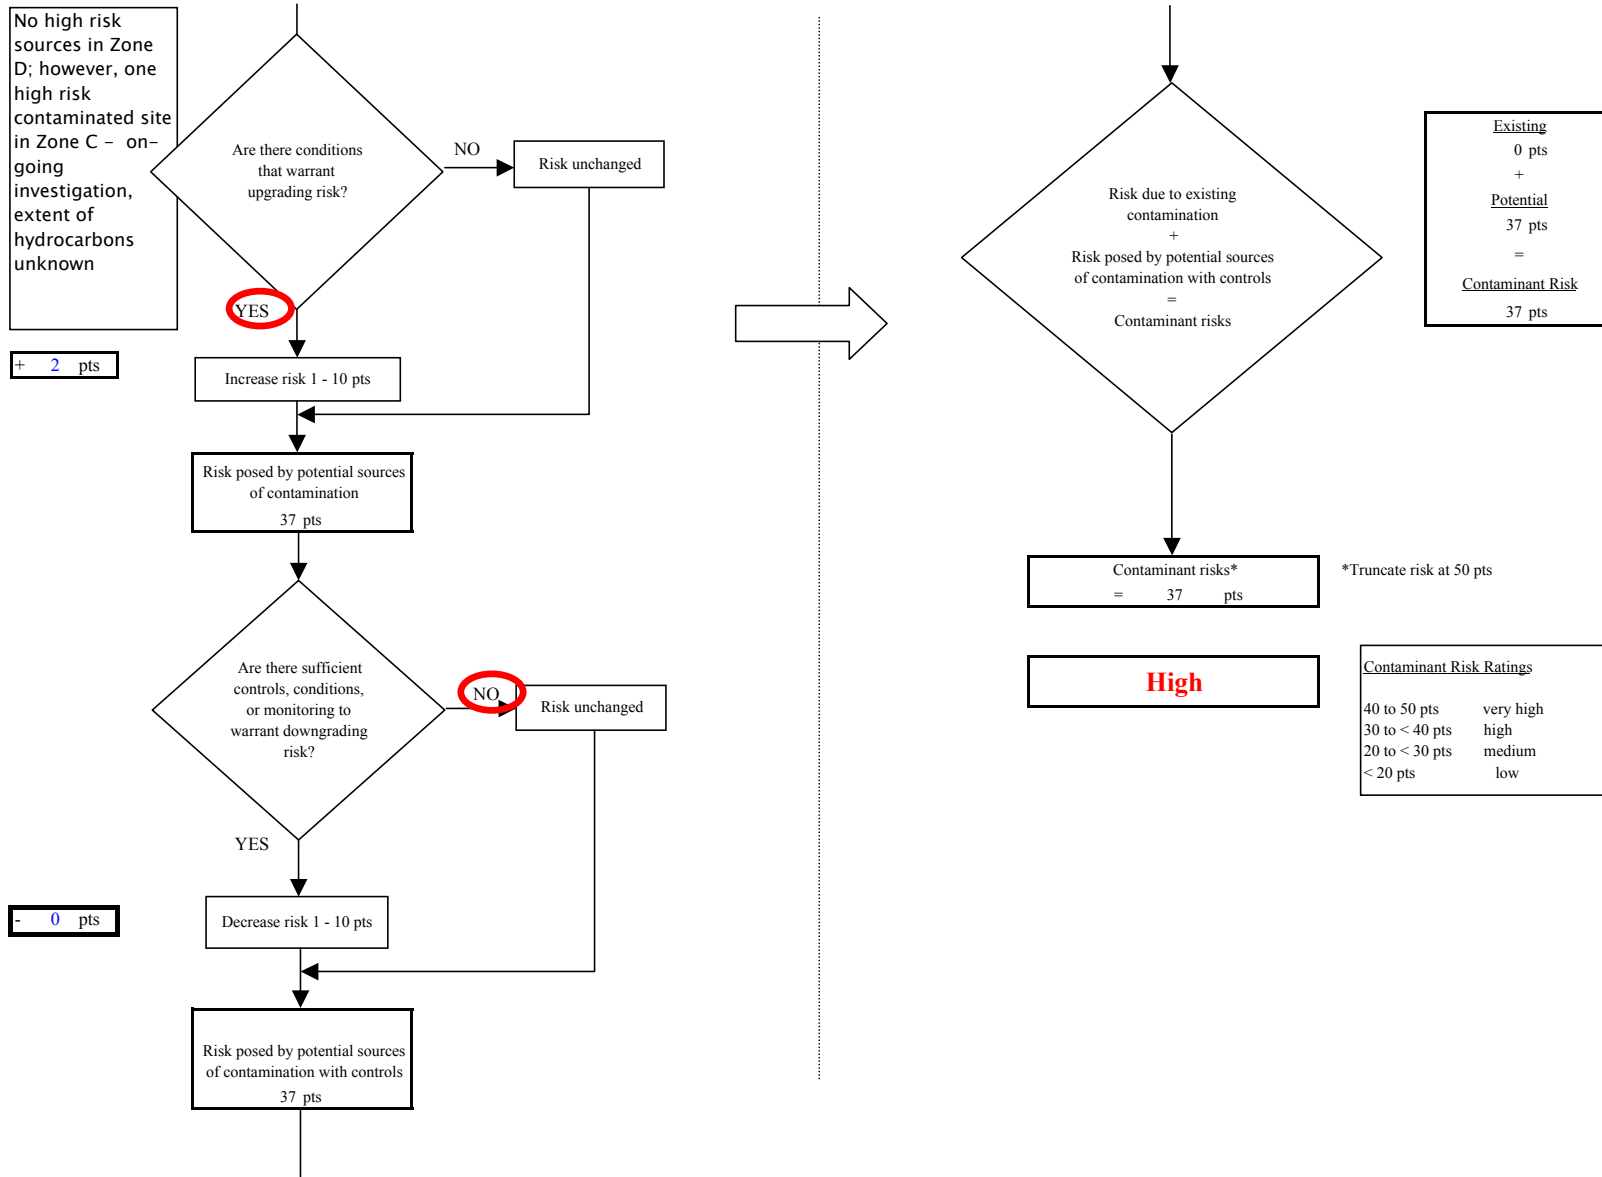 No high risk
sources in Zone
D; however, one
high risk
contaminated site
in Zone C – on-
going
investigation,
extent of
hydrocarbons
unknown
Are there conditions
that warrant
upgrading risk?
NO
Risk unchanged
YES
+ 2 pts
Increase risk 1 - 10 pts
Risk posed by potential sources
of contamination
37 pts
Are there sufficient
controls, conditions,
or monitoring to
warrant downgrading
risk?
NO
Risk unchanged
YES
- 0 pts
Decrease risk 1 - 10 pts
Risk posed by potential sources
of contamination with controls
37 pts
Risk due to existing
contamination
+
Risk posed by potential sources
of contamination with controls
=
Contaminant risks
Existing
0 pts
+
Potential
37 pts
=
Contaminant Risk
37 pts
Contaminant risks*
= 37 pts
*Truncate risk at 50 pts
High
Contaminant Risk Ratings
40 to 50 pts very high
30 to < 40 pts high
20 to < 30 pts medium
< 20 pts low